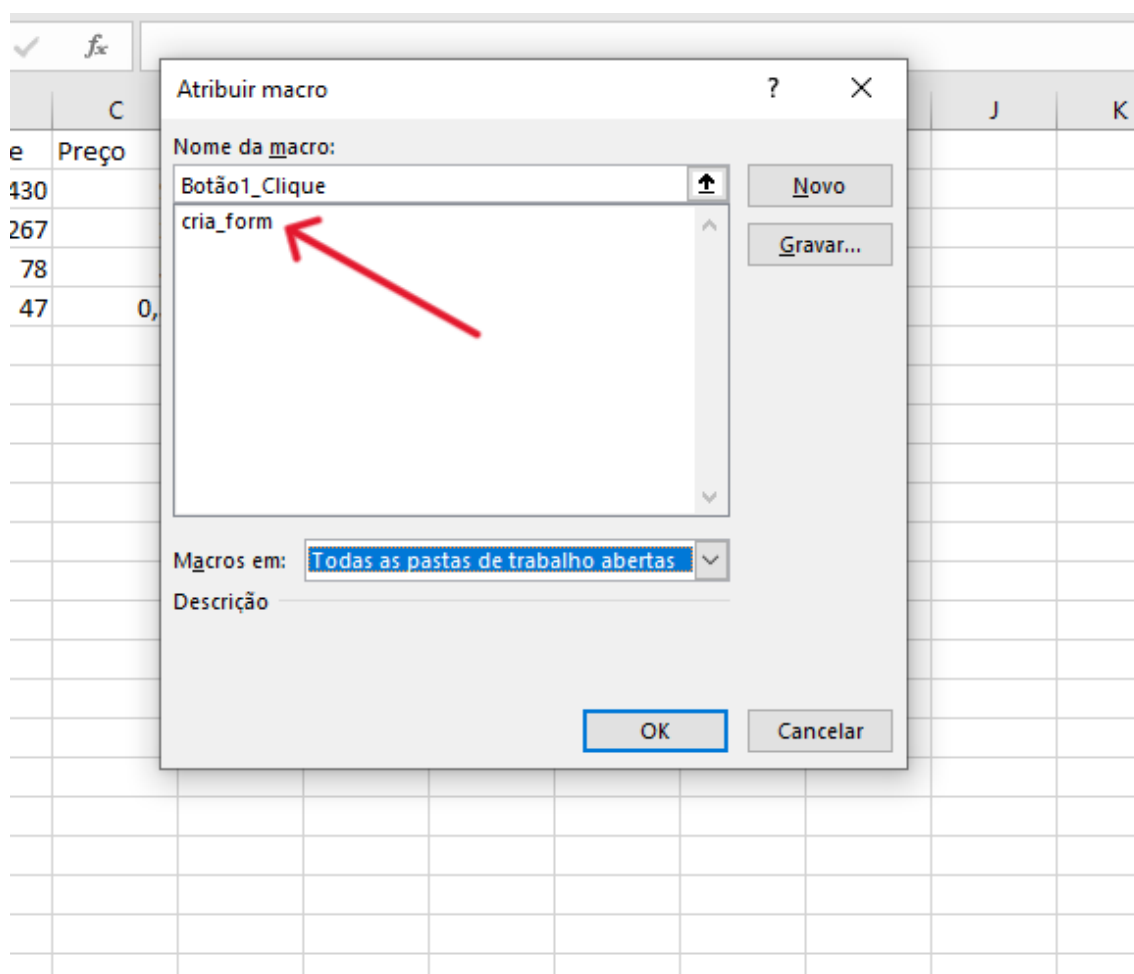 fx
Atribuir macro ? X
C J K
e Preço
Nome da macro:
430 Botão1_Clique Novo
267 cria_form Gravar...
78
47 0,
Macros em: Todas as pastas de trabalho abertas
Descrição
OK Cancelar